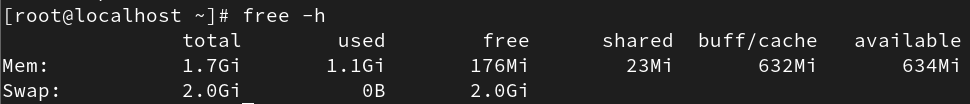 [root@localhost ~]# free -h
total used free shared buff/cache available
Mem: 1.7Gi 1.1Gi 176Mi 23Mi 632Mi 634Mi
Swap: 2.0Gi 0B 2.0Gi